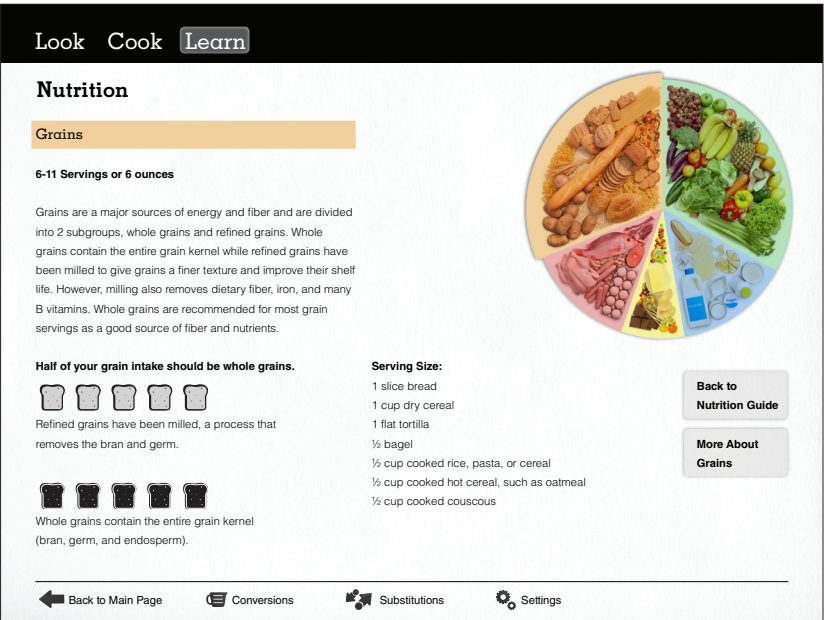 Look Cook Learn
Nutrition
Grains
6-11 Servings or 6 ounces
Grains are a major sources of energy and fiber and are divided
into 2 subgroups, whole grains and refined grains. Whole
grains contain the entire grain kernel while refined grains have
been milled to give grains a finer texture and improve their shelf
life. However, milling also removes dietary fiber, iron, and many
B vitamins. Whole grains are recommended for most grain
servings as a good source of fiber and nutrients.
Half of your grain intake should be whole grains.
Refined grains have been milled, a process that
removes the bran and germ.
Whole grains contain the entire grain kernel
(bran, germ, and endosperm).
Serving Size:
1 slice bread
1 cup dry cereal
1 flat tortilla
½ bagel
½ cup cooked rice, pasta, or cereal
½ cup cooked hot cereal, such as oatmeal
½ cup cooked couscous
Back to
Nutrition Guide
More About
Grains
Back to Main Page Conversions Substitutions Settings